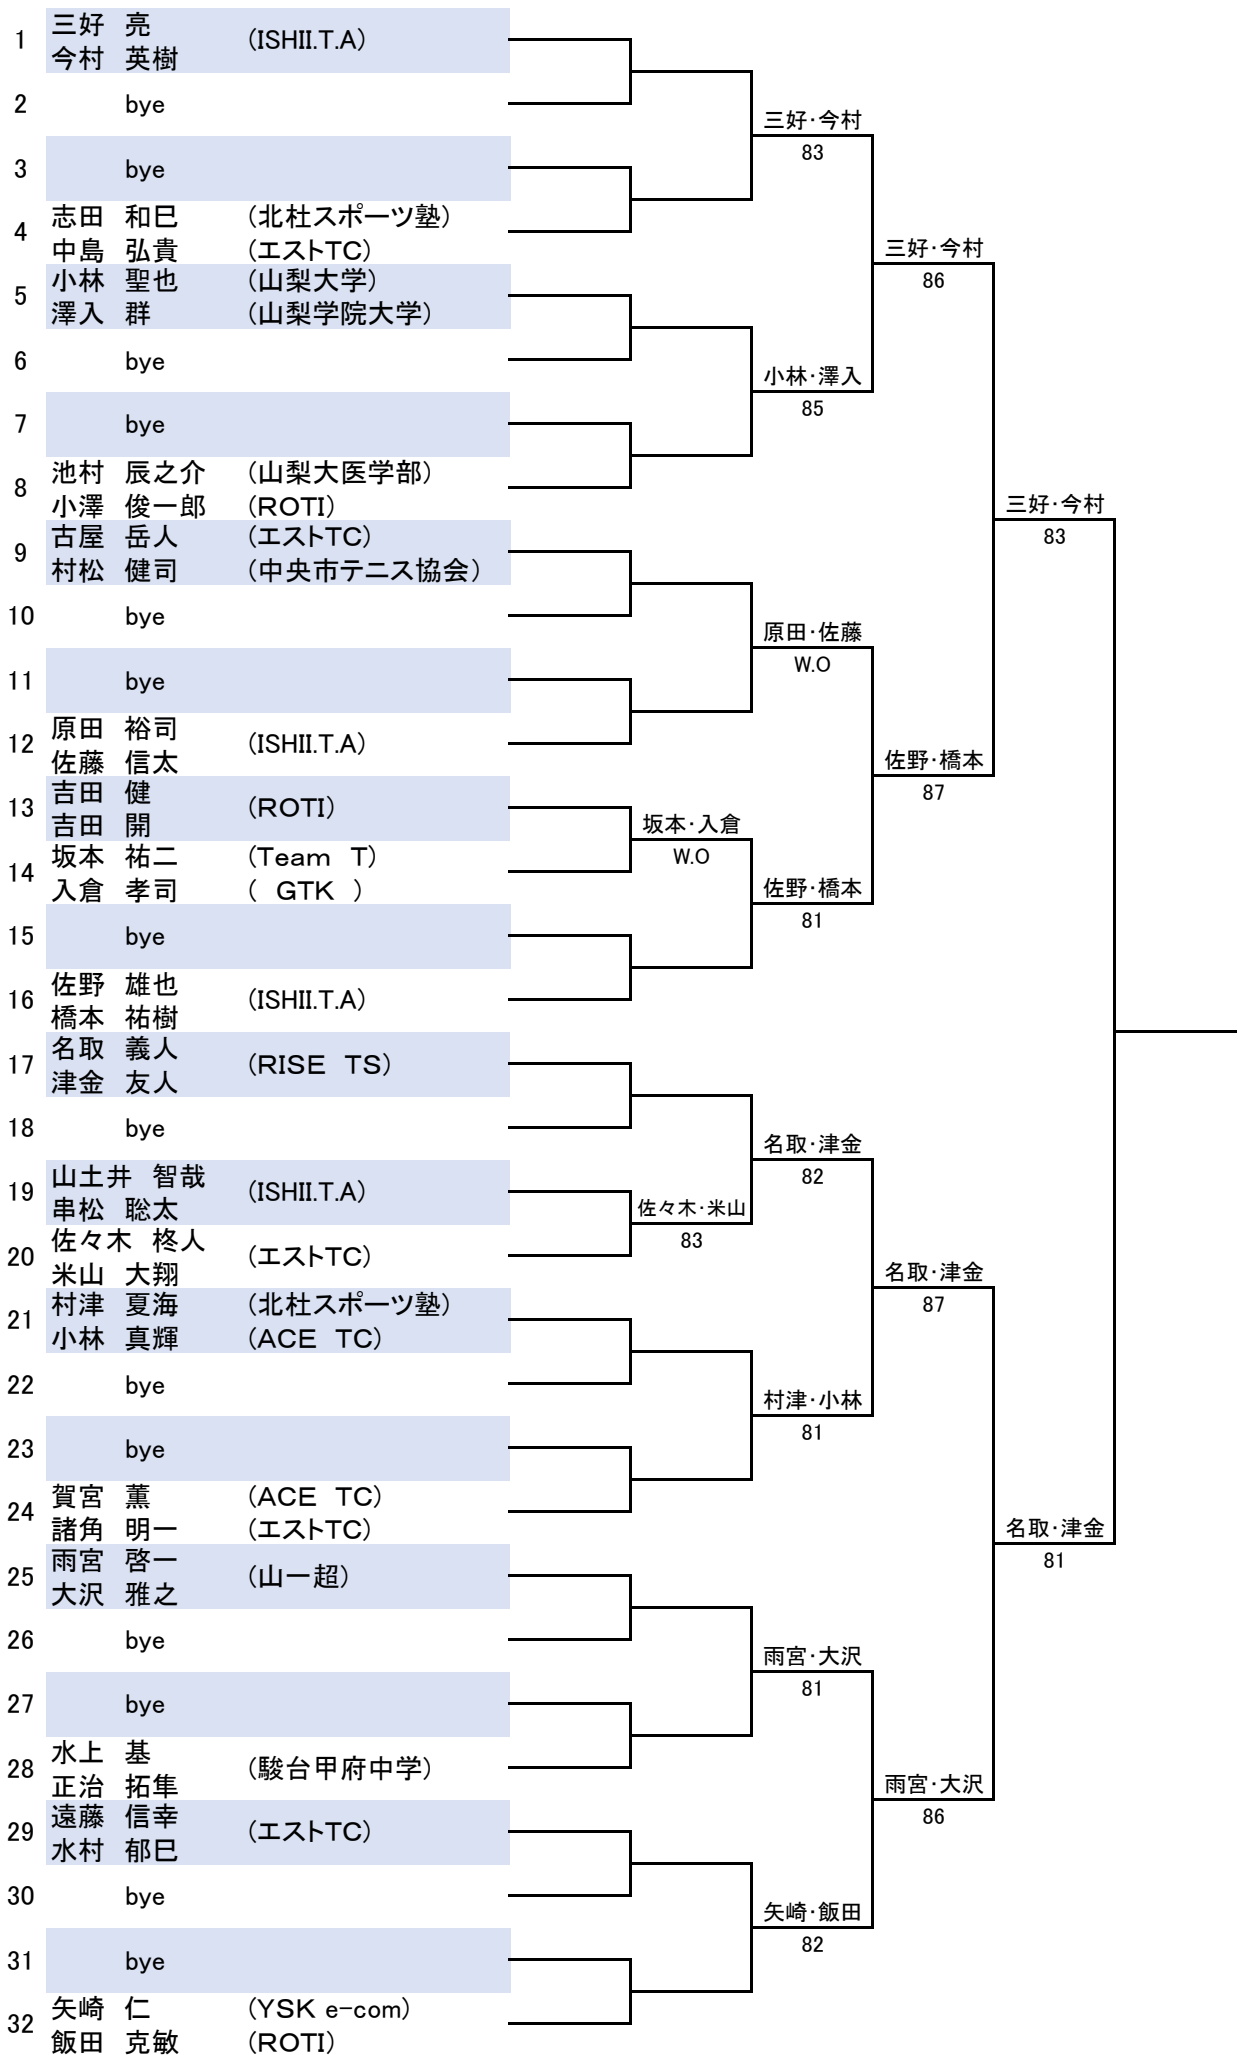 1 三好 亮 (ISHII.T.A)
今村 英樹
2 bye
三好・今村
83
3 bye
4 志田 和巳 (北杜スポーツ塾)
中島 弘貴 (エストTC)
三好・今村
86
5 小林 聖也 (山梨大学)
澤入 群 (山梨学院大学)
6 bye
小林・澤入
85
7 bye
8 池村 辰之介 (山梨大医学部)
小澤 俊一郎 (ROTI)
三好・今村
83
9 古屋 岳人 (エストTC)
村松 健司 (中央市テニス協会)
10 bye
原田・佐藤
W.O
11 bye
12 原田 裕司 (ISHII.T.A)
佐藤 信太
佐野・橋本
87
13 吉田 健 (ROTI)
吉田 開
坂本・入倉
W.O
14 坂本 祐二 (Team T)
入倉 孝司 ( GTK )
佐野・橋本
81
15 bye
16 佐野 雄也 (ISHII.T.A)
橋本 祐樹
17 名取 義人 (RISE TS)
津金 友人
18 bye
名取・津金
82
19 山土井 智哉 (ISHII.T.A)
串松 聡太
佐々木・米山
83
20 佐々木 柊人 (エストTC)
米山 大翔
名取・津金
87
21 村津 夏海 (北杜スポーツ塾)
小林 真輝 (ACE TC)
22 bye
村津・小林
81
23 bye
24 賀宮 薫 (ACE TC)
諸角 明一 (エストTC)
名取・津金
81
25 雨宮 啓一 (山一超)
大沢 雅之
26 bye
雨宮・大沢
81
27 bye
28 水上 基 (駿台甲府中学)
正治 拓隼
雨宮・大沢
86
29 遠藤 信幸 (エストTC)
水村 郁巳
30 bye
矢崎・飯田
82
31 bye
32 矢崎 仁 (YSK e-com)
飯田 克敏 (ROTI)